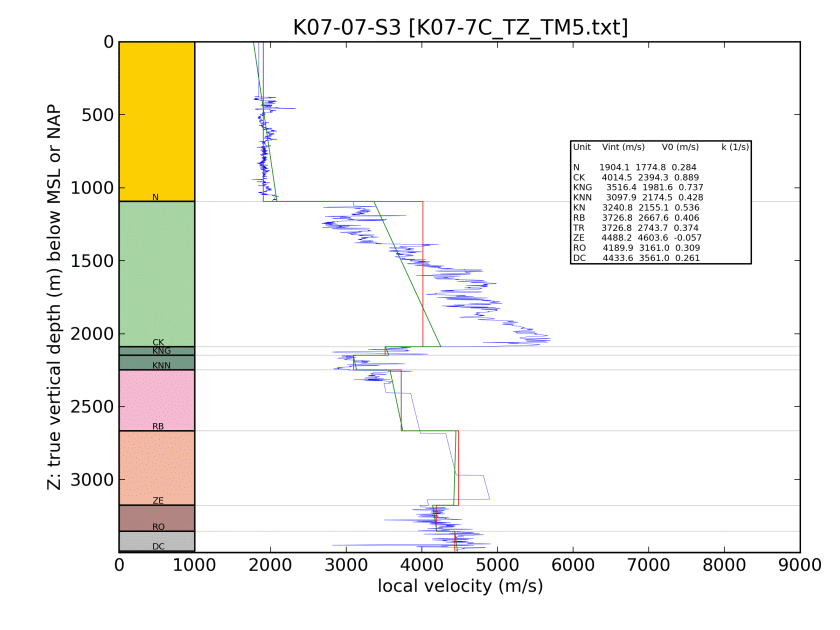 K07-07-S3 [K07-7C_TZ_TM5.txt]
Z: true vertical depth (m) below MSL or NAP
0
500
1000
1500
2000
2500
3000
N
CK
KNG
KNN
RB
ZE
RO
DC
Unit Vint (m/s) V0 (m/s) k (1/s)
N 1904.1 1774.8 0.284
CK 4014.5 2394.3 0.889
KNG 3516.4 1981.6 0.737
KNN 3097.9 2174.5 0.428
KN 3240.8 2155.1 0.536
RB 3726.8 2667.6 0.406
TR 3726.8 2743.7 0.374
ZE 4488.2 4603.6 -0.057
RO 4189.9 3161.0 0.309
DC 4433.6 3561.0 0.261
0 1000 2000 3000 4000 5000 6000 7000 8000 9000
local velocity (m/s)